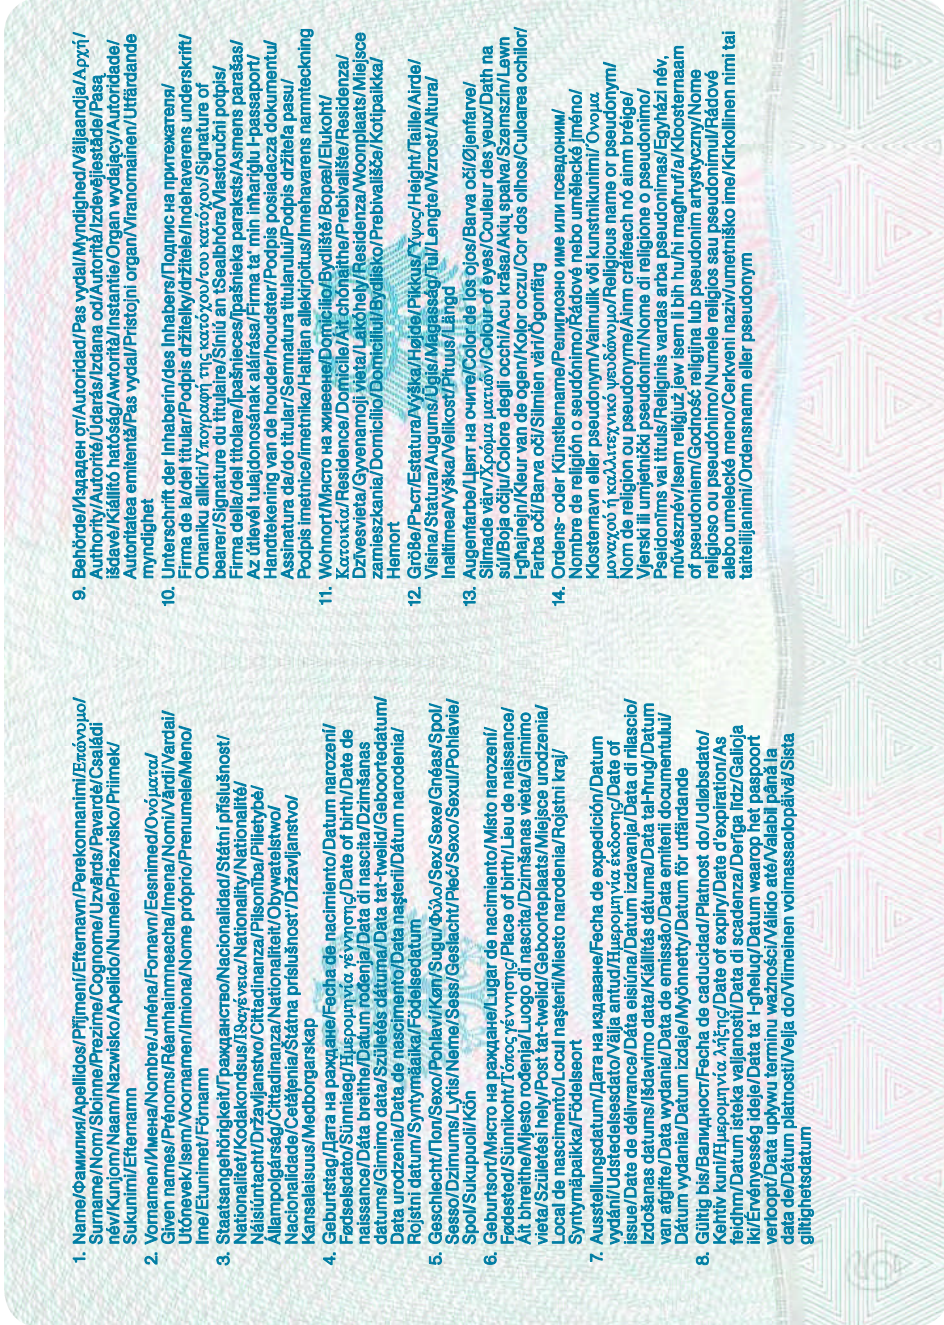 1. Name/Фамилия/Apellidos/Příjmení/Efternavn/Perekonnanimi/Επώνυμο/
Surname/Nom/Sloinne/Prezime/Cognome/Uzvārds/Pavardė/Családi
név/Kunjom/Naam/Nazwisko/Apelido/Numele/Priezvisko/Priimek/
Sukunimi/Efternamn
2. Vornamen/Имена/Nombre/Jména/Fornavn/Eesnimed/Ονόματα/
Given names/Prénoms/Réamhainmneacha/Imena/Nomi/Vārdi/Vardai/
Utónevek/Isem/Voornamen/Imiona/Nome próprio/Prenumele/Meno/
Ime/Etunimet/Förnamn
3. Staatsangehörigkeit/Гражданство/Nacionalidad/Státní příslušnost/
Nationalitet/Kodakondsus/Ιθαγένεια/Nationality/Nationalité/
Náisiúntacht/Državljanstvo/Cittadinanza/Pilsonība/Pilietybė/
Állampolgárság/Ċittadinanza/Nationaliteit/Obywatelstwo/
Nacionalidade/Cetăţenia/Štátna príslušnosť/Državljanstvo/
Kansalaisuus/Medborgarskap
4. Geburtstag/Дата на раждане/Fecha de nacimiento/Datum narození/
Fødselsdato/Sünniaeg/Ημερομηνία γέννησης/Date of birth/Date de
naissance/Dáta breithe/Datum rođenja/Data di nascita/Dzimšanas
datums/Gimimo data/Születés dátuma/Data tat-twelid/Geboortedatum/
Data urodzenia/Data de nascimento/Data naşterii/Dátum narodenia/
Rojstni datum/Syntymäaika/Födelsedatum
5. Geschlecht/Пол/Sexo/Pohlaví/Køn/Sugu/Φύλο/Sex/Sexe/Gnéas/Spol/
Sesso/Dzimums/Lytis/Neme/Sess/Geslacht/Płeć/Sexo/Sexul/Pohlavie/
Spol/Sukupuoli/Kön
6. Geburtsort/Място на раждане/Lugar de nacimiento/Místo narození/
Fødested/Sünnikoht/Τόπος γέννησης/Place of birth/Lieu de naissance/
Áit bhreithe/Mjesto rođenja/Luogo di nascita/Dzimšanas vieta/Gimimo
vieta/Születési hely/Post tat-twelid/Geboorteplaats/Miejsce urodzenia/
Local de nascimento/Locul naşterii/Miesto narodenia/Rojstni kraj/
Syntymäpaikka/Födelseort
7. Ausstellungsdatum/Дата на издаване/Fecha de expedición/Datum
vydání/Udstedelsesdato/Välja antud/Ημερομηνία έκδοσης/Date of
issue/Date de délivrance/Dáta eisiúna/Datum izdavanja/Data di rilascio/
Izdošanas datums/Išdavimo data/Kiállítás dátuma/Data tal-ħruġ/Datum
van afgifte/Data wydania/Data de emissão/Data emiterii documentului/
Dátum vydania/Datum izdaje/Myönnetty/Datum för utfärdande
8. Gültig bis/Валидност/Fecha de caducidad/Platnost do/Udløbsdato/
Kehtiv kuni/Ημερομηνία λήξης/Date of expiry/Date d'expiration/As
feidhm/Datum isteka valjanosti/Data di scadenza/Derīga līdz/Galioja
iki/Érvényesség ideje/Data ta' l-għeluq/Datum waarop het paspoort
verloopt/Data upływu terminu ważności/Válido até/Valabil până la
data de/Dátum platnosti/Velja do/Viimeinen voimassaolopäivä/Sista
giltighetsdatum
9. Behörde/Издаден от/Autoridad/Pas vydal/Myndighed/Väljaandja/Αρχή/
Authority/Autorité/Údarás/Izdana od/Autorità/Izdevējiestāde/Pasą
išdavė/Kiállító hatóság/Awtorità/Instantie/Organ wydający/Autoridade/
Autoritatea emitentă/Pas vydal/Pristojni organ/Viranomainen/Utfärdande
myndighet
10. Unterschrift der Inhaberin/des Inhabers/Подпис на притежателя/
Firma de la/del titular/Podpis držitelky/držitele/Indehaverens underskrift/
Omaniku allkiri/Υπογραφή της κατόχου/του κατόχου/Signature of
bearer/Signature du titulaire/Síniú an tSealbhóra/Mastoručni potpis/
Firma della/del titolare/Īpašnieces/īpašnieka paraksts/Asmens parašas/
Az útlevél tulajdonosának aláírása/Firma ta' min inħariġlu l-passaport/
Handtekening van de houder/houdster/Podpis posiadacza dokumentu/
Assinatura da/do titular/Semnatura titularului/Podpis držiteľa pasu/
Podpis imetnice/imetnika/Haltijan allekirjoitus/Innehavarens namnteckning
11. Wohnort/Място на живеене/Domicilio/Bydliště/Bopæl/Elukoht/
Κατοικία/Residence/Domicile/Áit chónaithe/Prebivalište/Residenza/
Dzīvesvieta/Gyvenamoji vieta/Lakóhely/Residenza/Woonplaats/Miejsce
zamieszkania/Domicílio/Domiciliul/Bydlisko/Prebivališče/Kotipaikka/
Hemort
12. Größe/Ръст/Estatura/Výška/Højde/Pikkus/Ύψος/Height/Taille/Airde/
Visina/Statura/Augums/Ūgis/Magasság/Tul/Lengte/Wzrost/Altura/
Inaltimea/Výška/Velikost/Pituus/Längd
13. Augenfarbe/Цвят на очите/Color de los ojos/Barva očí/Øjenfarve/
Silmade värv/Χρώμα ματιών/Colour of eyes/Couleur des yeux/Dath na
súl/Boja očiju/Colore degli occhi/Acu krāsa/Akių spalva/Szemszín/Lewn
l-għajnejn/Kleur van de ogen/Kolor oczu/Cor dos olhos/Culoarea ochilor/
Farba očí/Barva oči/Silmien väri/Ögonfärg
14. Ordens- oder Künstlername/Религиозно име или псевдоним/
Nombre de religión o seudónimo/Řádové nebo umělecké jméno/
Klosternavn eller pseudonym/Vaimulik või kunstnikunimi/Όνομα
μοναχού ή καλλιτεχνικό ψευδώνυμο/Religious name or pseudonym/
Nom de religion ou pseudonyme/Ainm cráifeach nó ainm bréige/
Vjerski ili umjetnički pseudonim/Nome di religione o pseudonimo/
Pseidonīms vai tituls/Religinis vardas arba pseudonimas/Egyházi név,
művésznév/Isem reliġjuż jew isem li bih hu/hi magħruf/a/Kloosternaam
of pseudoniem/Godność religijna lub pseudonim artystyczny/Nome
religioso ou pseudónimo/Numele religios sau pseudonimul/Rádové
alebo umelecké meno/Cerkveni naziv/umetniško ime/Kirkollinen nimi tai
taiteilijanimi/Ordensnamn eller pseudonym
6
7